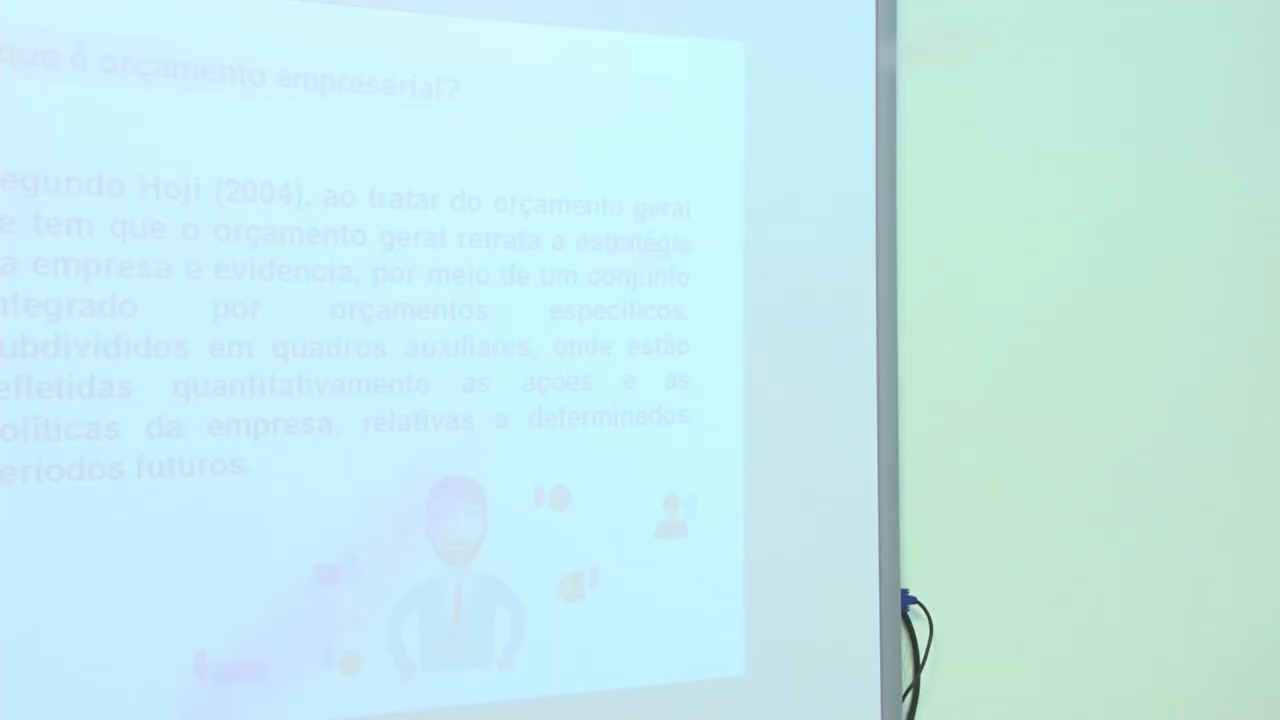 que é orçamento empresarial?
egundo Hoji (2004), ao tratar do orçamento geral
e tem que o orçamento geral retrata a estratégia
a empresa e evidencia, por meio de um conjunto
ntegrado por orçamentos específicos,
ubdivididos em quadros auxiliares, onde estão
efletidas quantitativamente as ações e as
olíticas da empresa, relativas a determinados
eríodos futuros.